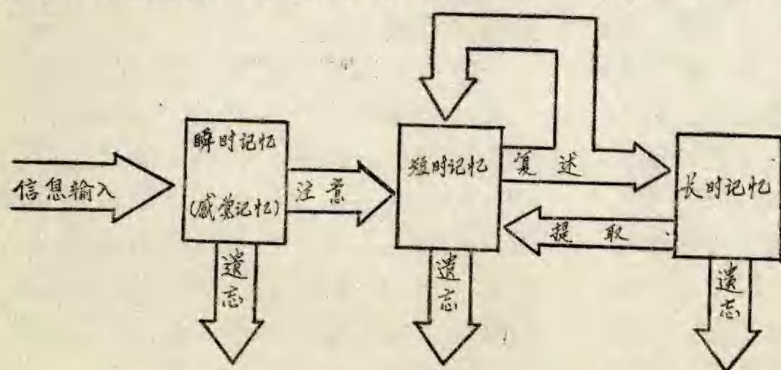 信息输入
瞬时记忆
(感觉记忆)
注意
短时记忆
复述
提取
长时记忆
遗忘
遗忘
遗忘